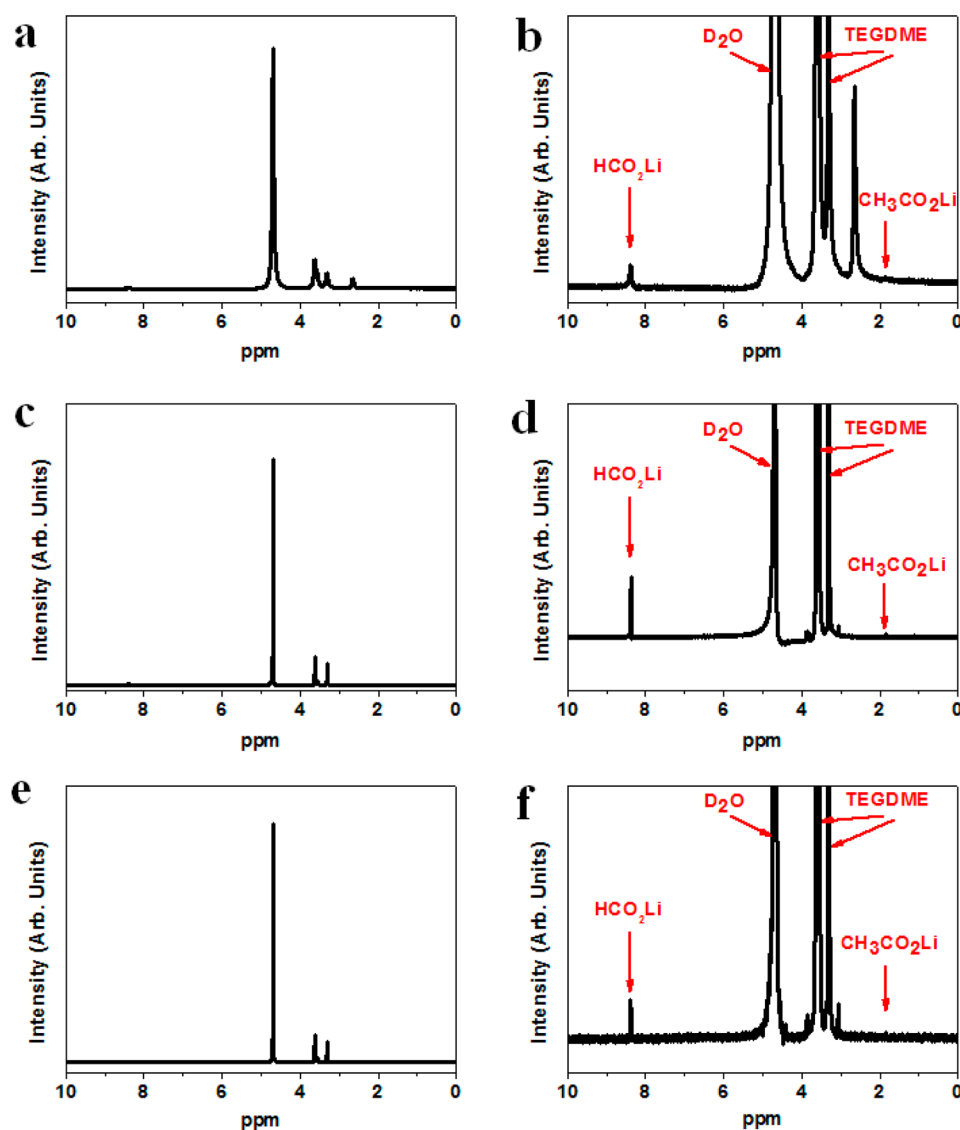 a
Intensity (Arb. Units)
10 8 6 4 2 0
ppm
b
Intensity (Arb. Units)
D₂O
TEGDME
HCO₂Li
CH₃CO₂Li
10 8 6 4 2 0
ppm
c
Intensity (Arb. Units)
10 8 6 4 2 0
ppm
d
Intensity (Arb. Units)
D₂O
TEGDME
HCO₂Li
CH₃CO₂Li
10 8 6 4 2 0
ppm
e
Intensity (Arb. Units)
10 8 6 4 2 0
ppm
f
Intensity (Arb. Units)
D₂O
TEGDME
HCO₂Li
CH₃CO₂Li
10 8 6 4 2 0
ppm